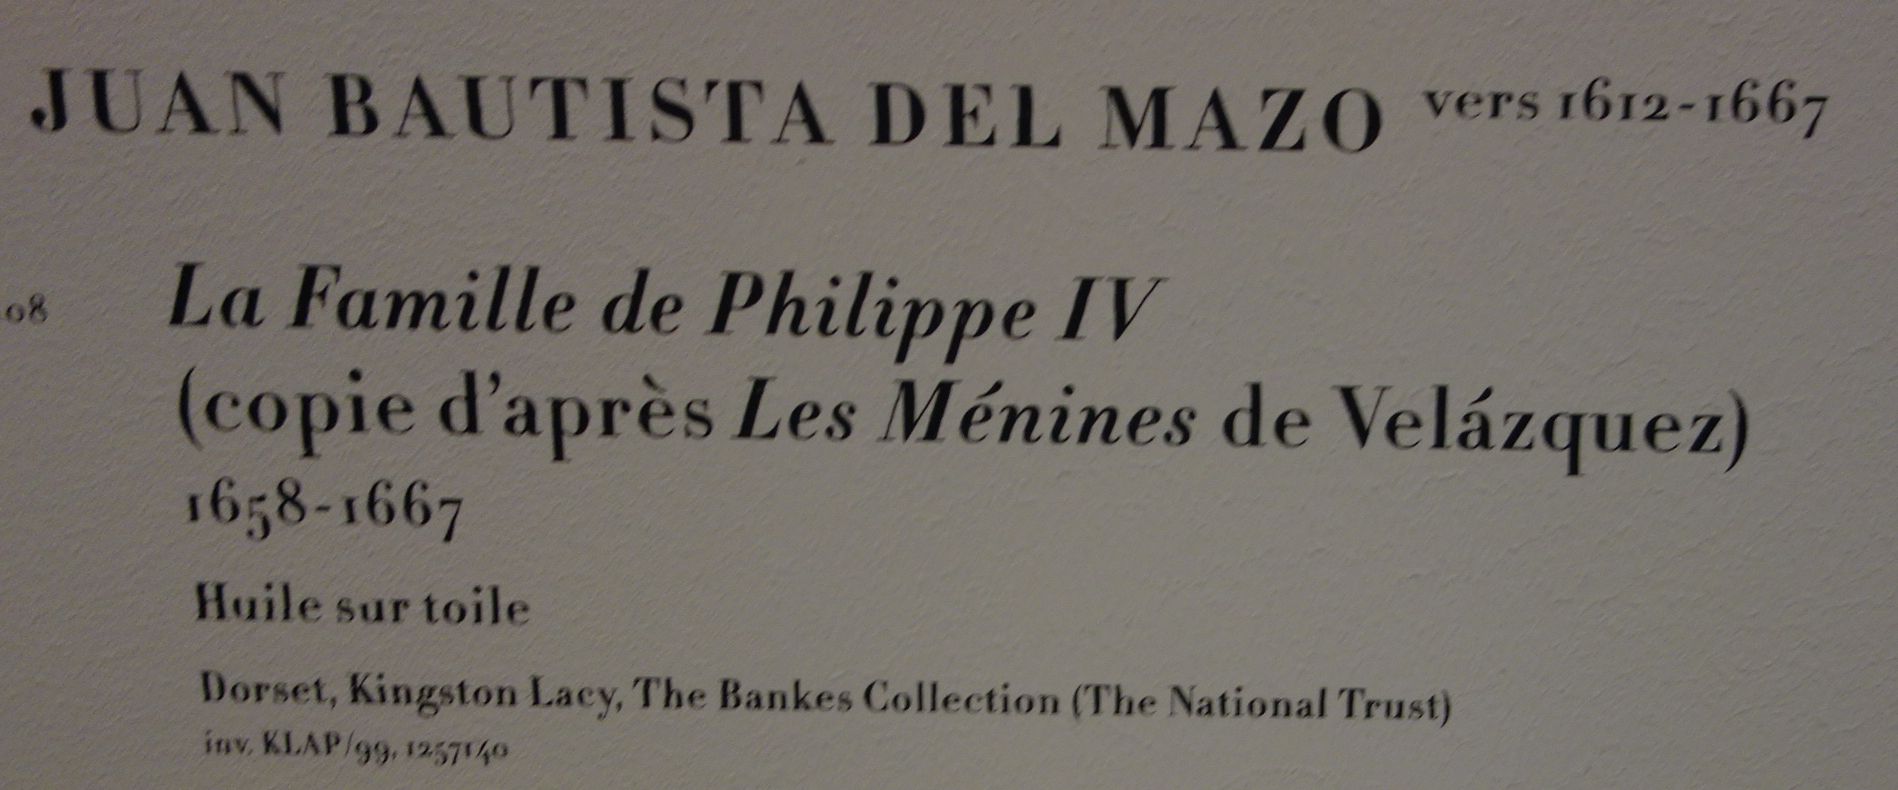 JUAN BAUTISTA DEL MAZO vers 1612-1667
08 La Famille de Philippe IV
(copie d'après Les Ménines de Velázquez)
1658-1667
Huile sur toile
Dorset, Kingston Lacy, The Bankes Collection (The National Trust)
inv. KLAP/99, 1257140